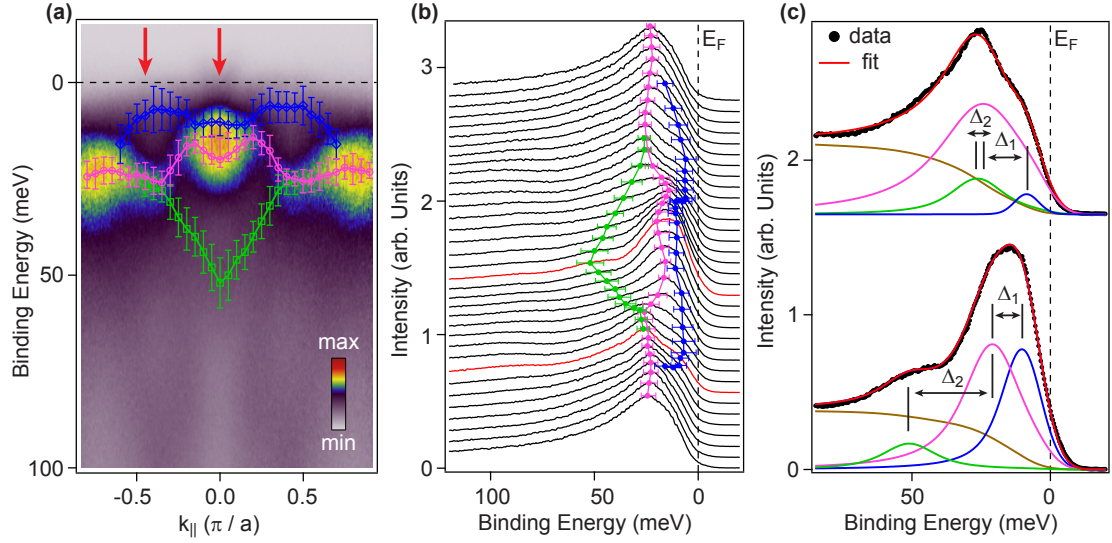 (a)
0
50
100
Binding Energy (meV)
max
min
-0.5
0.0
0.5
k|| (π / a)
(b)
E_F
3
2
1
0
Intensity (arb. Units)
100
50
0
Binding Energy (meV)
(c)
data
fit
E_F
Δ2
Δ1
2
Δ1
Δ2
0
Intensity (arb. Units)
50
0
Binding Energy (meV)